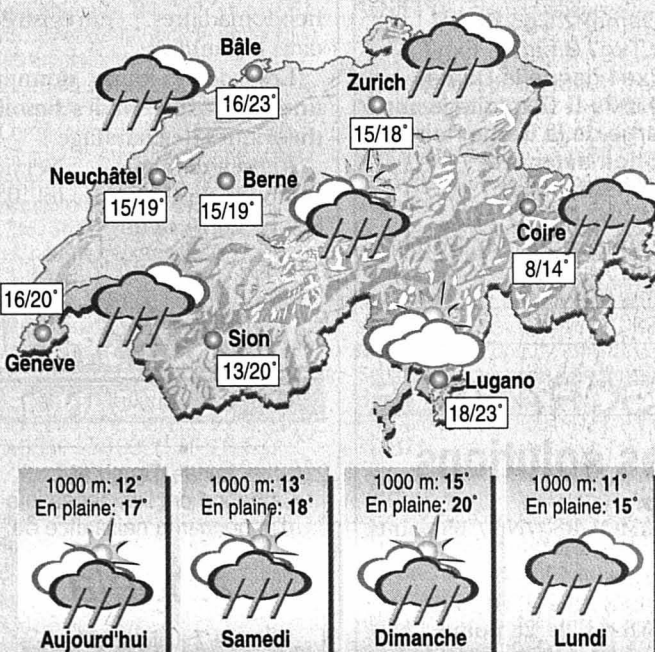 Bâle
16/23°
Zurich
15/18°
Neuchâtel
15/19°
Berne
15/19°
Coire
8/14°
16/20°
Genève
Sion
13/20°
Lugano
18/23°
1000 m: 12°
En plaine: 17°
Aujourd'hui
1000 m: 13°
En plaine: 18°
Samedi
1000 m: 15°
En plaine: 20°
Dimanche
1000 m: 11°
En plaine: 15°
Lundi